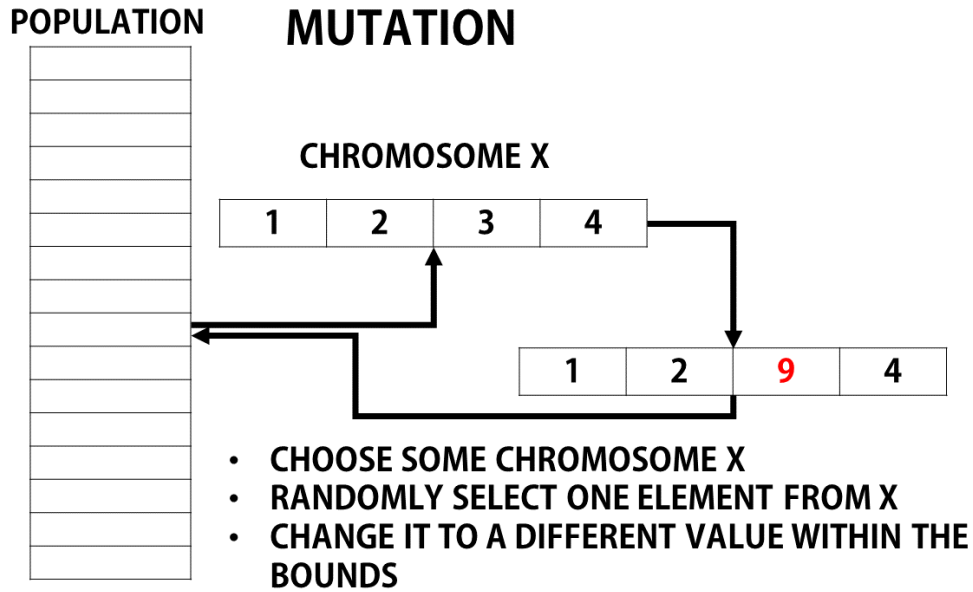 POPULATION
MUTATION
CHROMOSOME X
1 2 3 4
1 2 9 4
• CHOOSE SOME CHROMOSOME X
• RANDOMLY SELECT ONE ELEMENT FROM X
• CHANGE IT TO A DIFFERENT VALUE WITHIN THE
BOUNDS